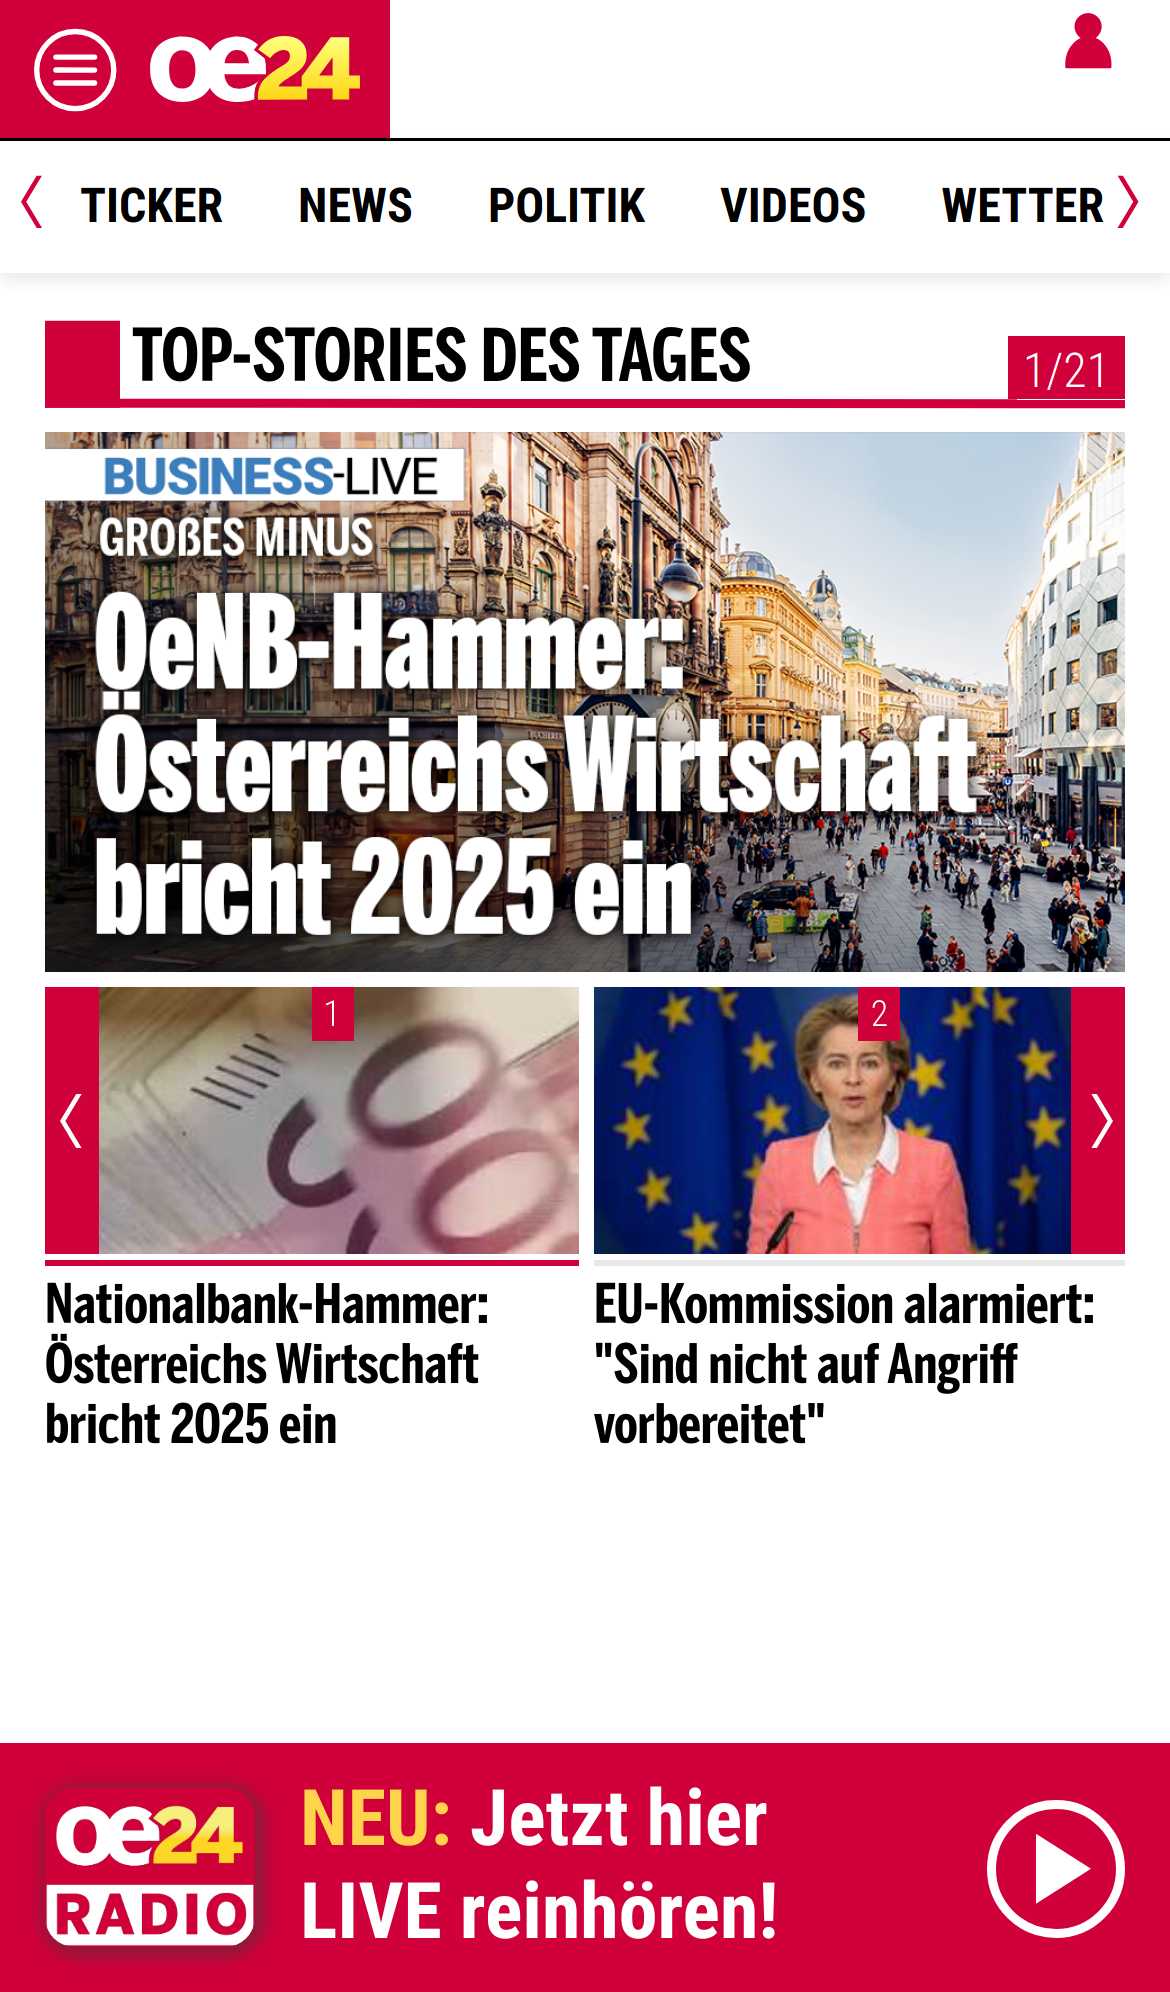 oe24
TICKER NEWS POLITIK VIDEOS WETTER
TOP-STORIES DES TAGES
1/21
BUSINESS-LIVE
GROßES MINUS
OeNB-Hammer:
Österreichs Wirtschaft
bricht 2025 ein
BUCHERER
1
2
Nationalbank-Hammer:
Österreichs Wirtschaft
bricht 2025 ein
EU-Kommission alarmiert:
"Sind nicht auf Angriff
vorbereitet"
oe24
RADIO
NEU: Jetzt hier
LIVE reinhören!